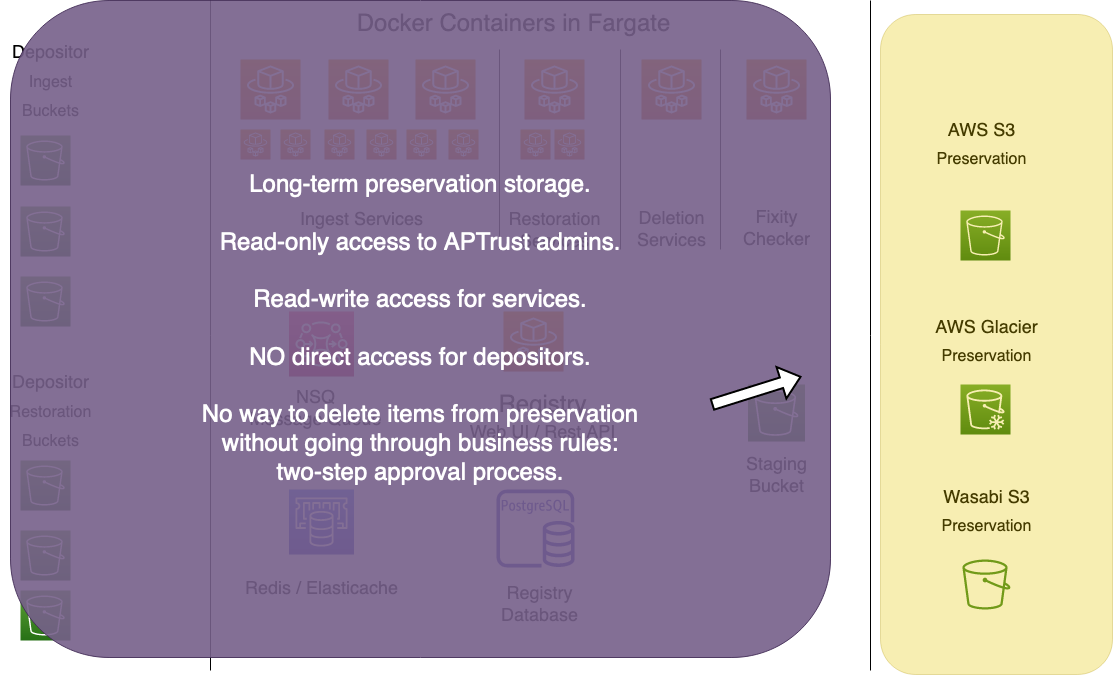 Docker Containers in Fargate
Depositor
Ingest
Buckets
Ingest Services
Restoration
Deletion
Services
Fixity
Checker
Long-term preservation storage.
Read-only access to APTrust admins.
Read-write access for services.
NO direct access for depositors.
No way to delete items from preservation
without going through business rules:
two-step approval process.
Depositor
Restoration
Buckets
NSQ
Message Queue
Registry
Web UI / Rest API
Staging
Bucket
Redis / Elasticache
PostgreSQL
Registry
Database
AWS S3
Preservation
AWS Glacier
Preservation
Wasabi S3
Preservation